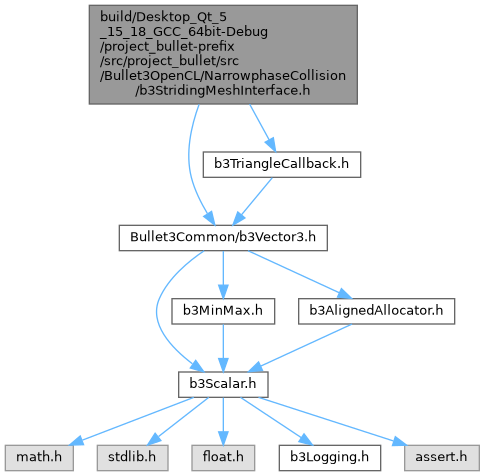 build/Desktop_Qt_5
_15_18_GCC_64bit-Debug
/project_bullet-prefix
/src/project_bullet/src
/Bullet3OpenCL/NarrowphaseCollision
/b3StridingMeshInterface.h
b3TriangleCallback.h
Bullet3Common/b3Vector3.h
b3MinMax.h
b3AlignedAllocator.h
b3Scalar.h
math.h
stdlib.h
float.h
b3Logging.h
assert.h